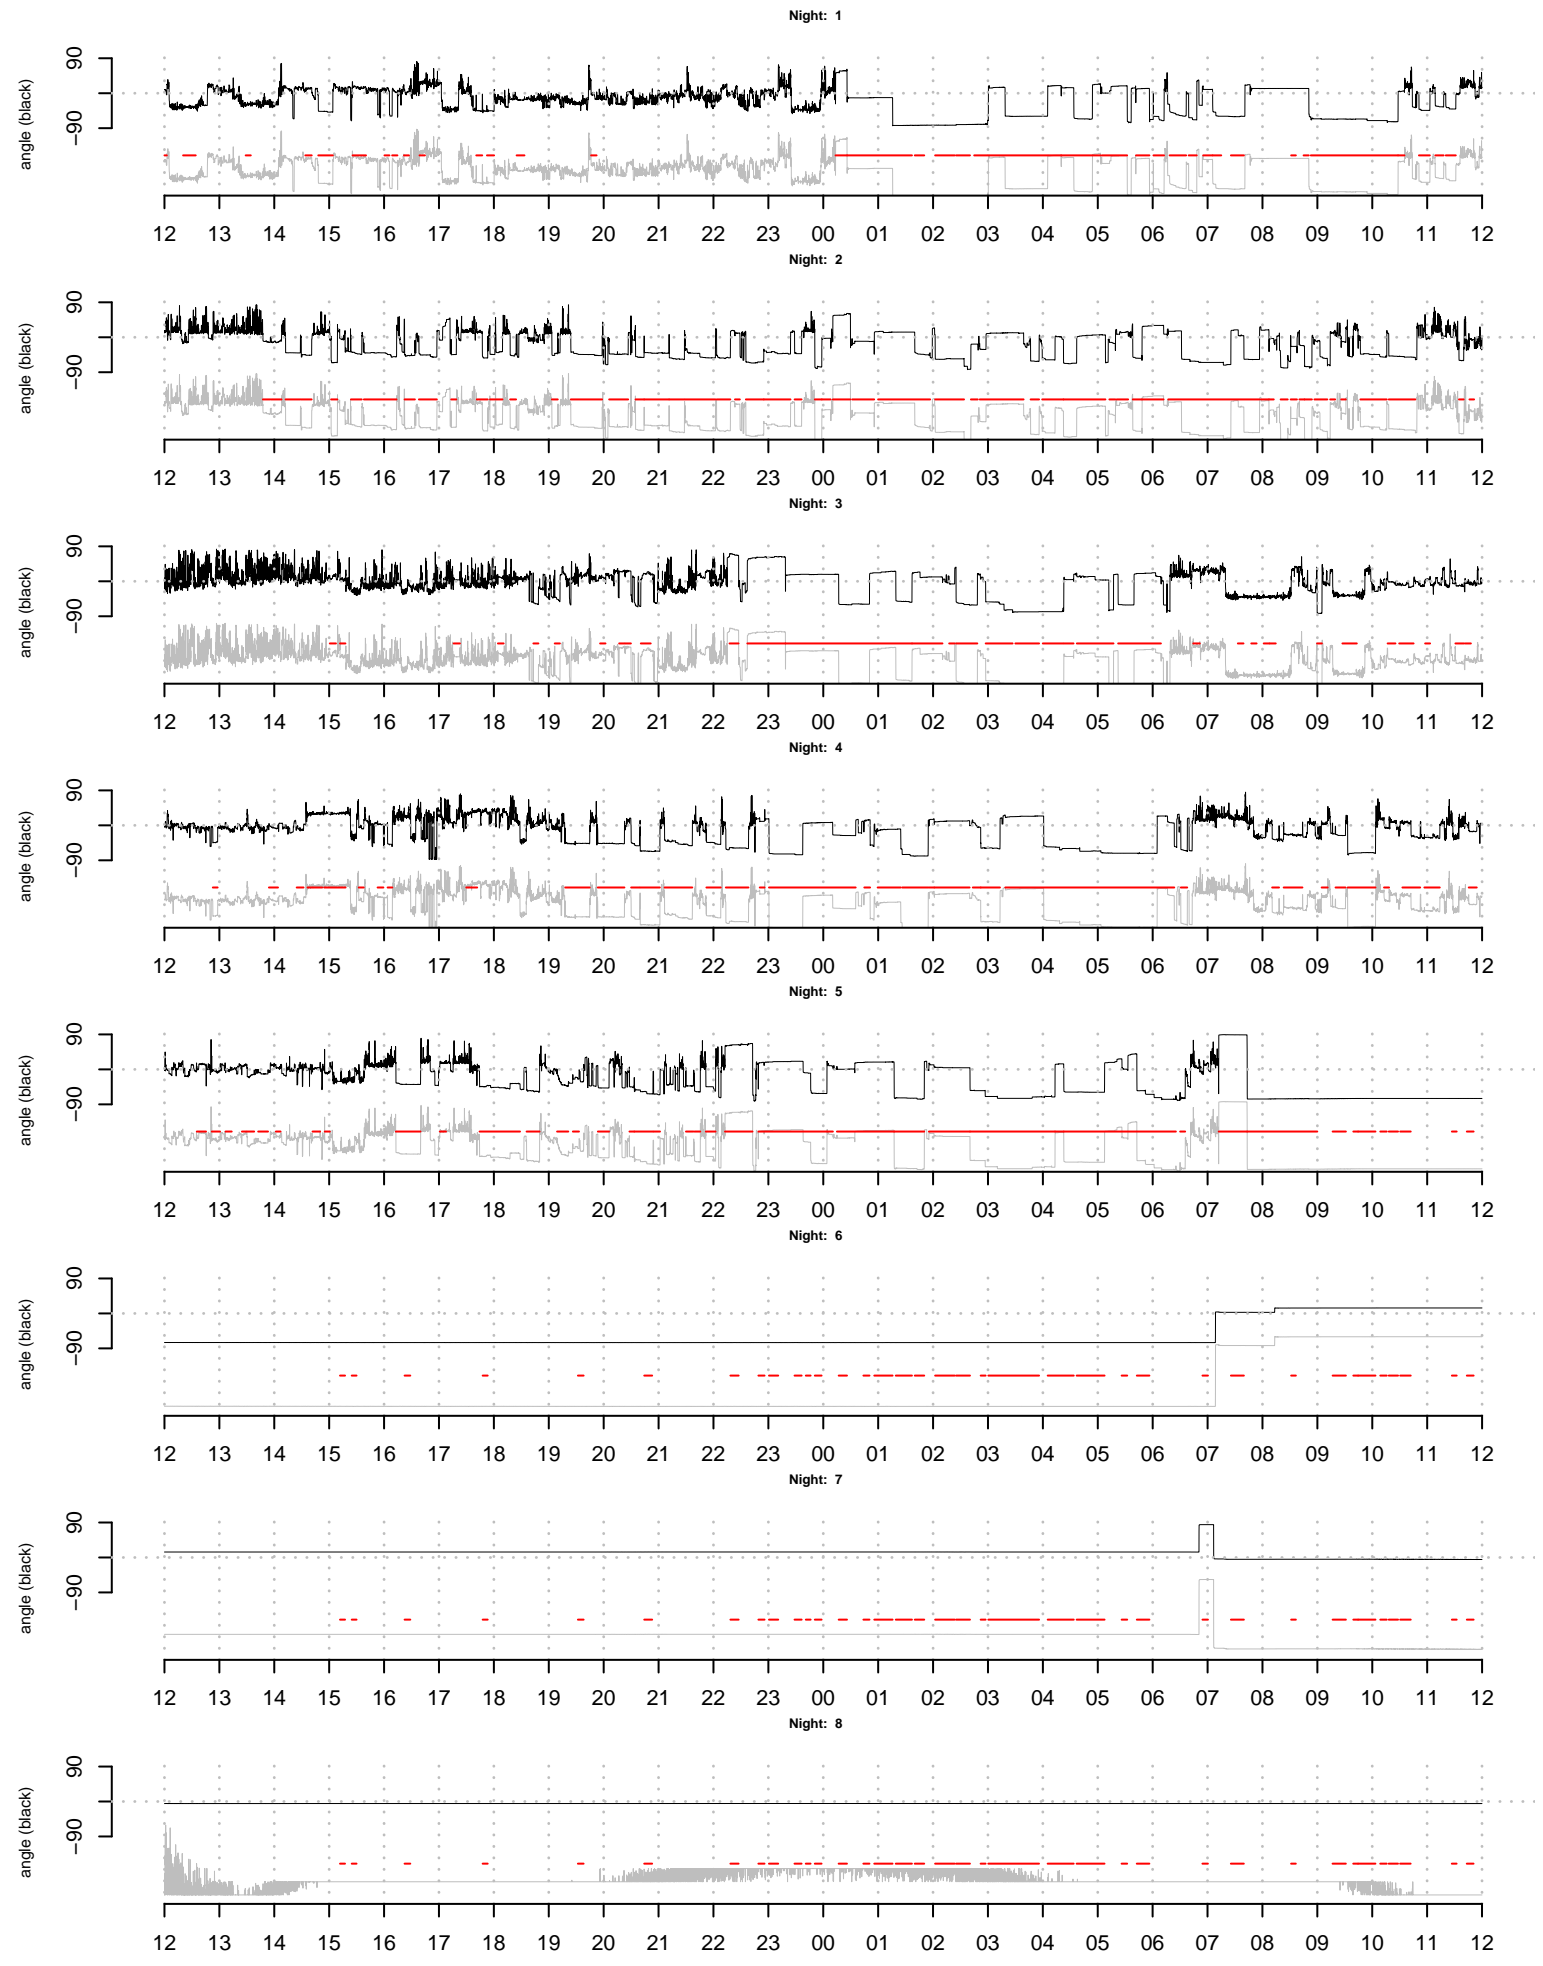 Night: 1
angle (black)
90
-90
12 13 14 15 16 17 18 19 20 21 22 23 00 01 02 03 04 05 06 07 08 09 10 11 12
Night: 2
angle (black)
90
-90
12 13 14 15 16 17 18 19 20 21 22 23 00 01 02 03 04 05 06 07 08 09 10 11 12
Night: 3
angle (black)
90
-90
12 13 14 15 16 17 18 19 20 21 22 23 00 01 02 03 04 05 06 07 08 09 10 11 12
Night: 4
angle (black)
90
-90
12 13 14 15 16 17 18 19 20 21 22 23 00 01 02 03 04 05 06 07 08 09 10 11 12
Night: 5
angle (black)
90
-90
12 13 14 15 16 17 18 19 20 21 22 23 00 01 02 03 04 05 06 07 08 09 10 11 12
Night: 6
angle (black)
90
-90
12 13 14 15 16 17 18 19 20 21 22 23 00 01 02 03 04 05 06 07 08 09 10 11 12
Night: 7
angle (black)
90
-90
12 13 14 15 16 17 18 19 20 21 22 23 00 01 02 03 04 05 06 07 08 09 10 11 12
Night: 8
angle (black)
90
-90
12 13 14 15 16 17 18 19 20 21 22 23 00 01 02 03 04 05 06 07 08 09 10 11 12